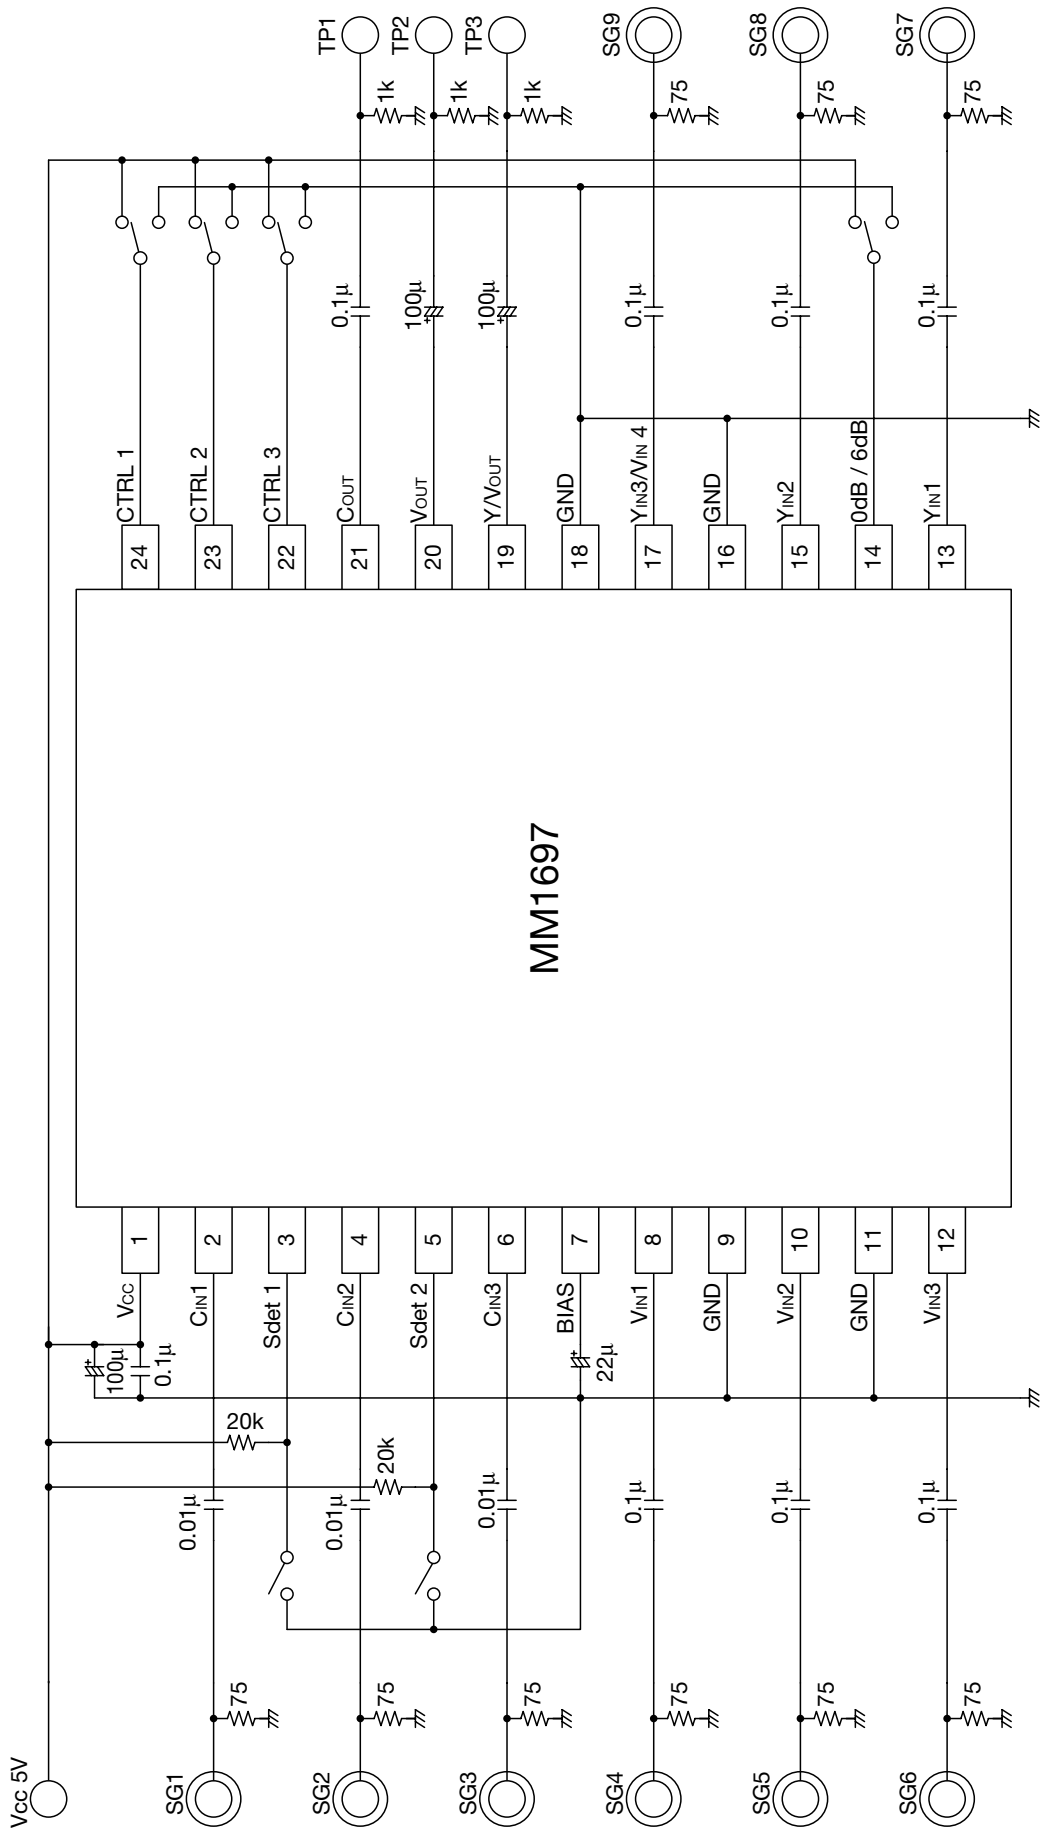 TP1
TP2
TP3
SG9
SG8
SG7
1k
1k
1k
75
75
75
0.1µ
100µ
+
100µ
+
0.1µ
0.1µ
0.1µ
CTRL 1
CTRL 2
CTRL 3
COUT
VOUT
Y/VOUT
GND
YIN3/VIN 4
GND
YIN2
0dB / 6dB
YIN1
24
23
22
21
20
19
18
17
16
15
14
13
MM1697
1
2
3
4
5
6
7
8
9
10
11
12
VCC
CIN1
Sdet 1
CIN2
Sdet 2
CIN3
BIAS
VIN1
GND
VIN2
GND
VIN3
+
100µ
0.1µ
+
22µ
20k
20k
0.01µ
0.01µ
0.01µ
0.1µ
0.1µ
0.1µ
75
75
75
75
75
75
Vcc 5V
SG1
SG2
SG3
SG4
SG5
SG6